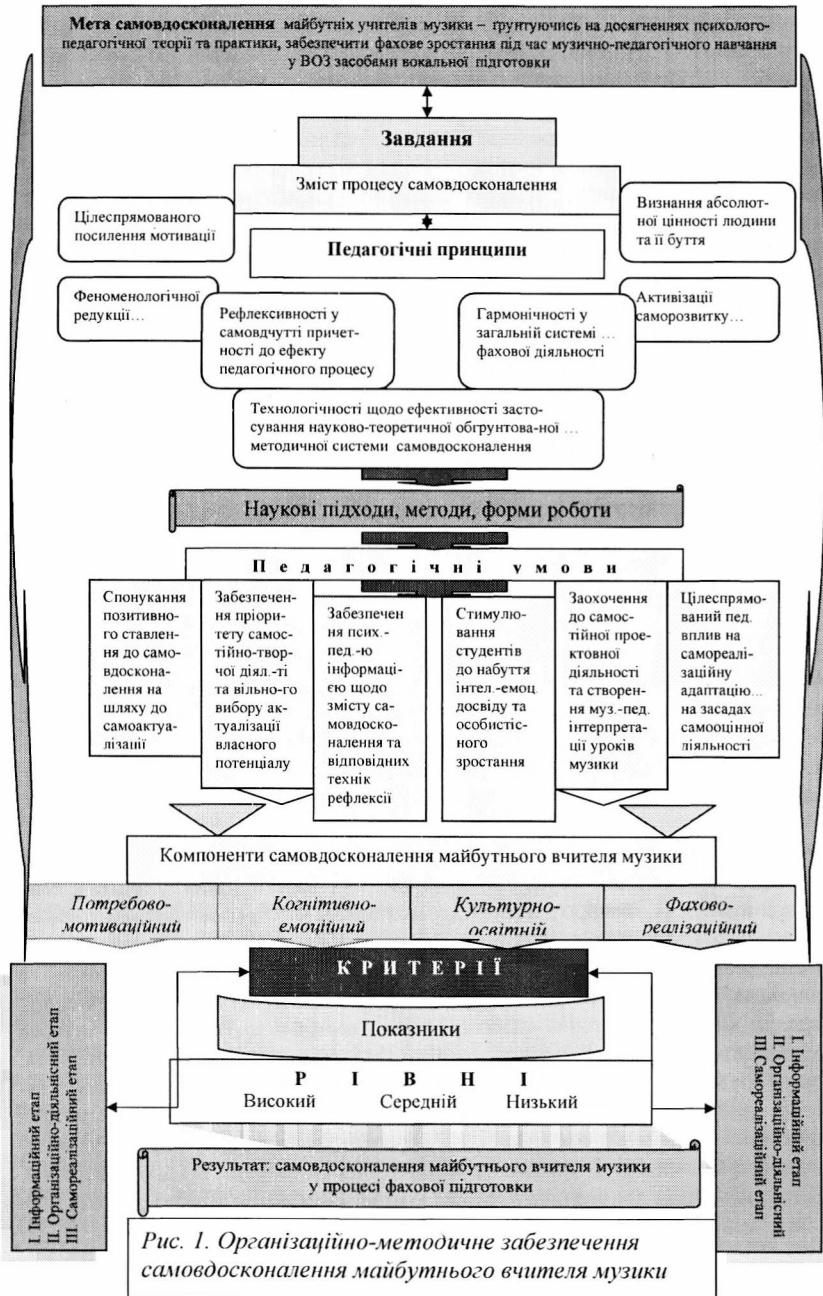 Мета самовдосконалення майбутніх учителів музики – ґрунтуючись на досягненнях психолого-
педагогічної теорії та практики, забезпечити фахове зростання під час музично-педагогічного навчання
у ВОЗ засобами вокальної підготовки
Завдання
Зміст процесу самовдосконалення
Цілеспрямованого
посилення мотивації
Визнання абсолют-
ної цінності людини
та її буття
Педагогічні принципи
Феноменологічної
редукції…
Рефлексивності у
самовдчутті причет-
ності до ефекту
педагогічного процесу
Гармонічності у
загальній системі …
фахової діяльності
Активізації
саморозвитку…
Технологічності щодо ефективності засто-
сування науково-теоретичної обґрунтова-ної …
методичної системи самовдосконалення
Наукові підходи, методи, форми роботи
Педагогічні умови
Спонукання
позитивно-
го ставлен-
ня до само-
вдоскона-
лення на
шляху до
самоактуа-
лізації
Забезпечен-
ня пріори-
тету самос-
тійно-твор-
чої діял.-ті
та вільно-го
вибору ак-
туалізації
власного
потенціалу
Забезпечен
ня псих.-
пед.-ю
інформаці-
єю щодо
змісту са-
мовдоско-
налення та
відповідних
технік
рефлексії
Стимулю-
вання
студентів
до набуття
інтел.-емоц.
досвіду та
особистіс-
ного
зростання
Заохочення
до самос-
тійної прое-
ктовної
діяльності
та створен-
ня муз.-пед.
інтерпрета-
ції уроків
музики
Цілеспрямо-
ваний пед.
вплив на
самореалі-
заційну
адаптацію…
на засадах
самооцінної
діяльності
Компоненти самовдосконалення майбутнього вчителя музики
Потребово-
мотиваційний
Когнітивно-
емоційний
Культурно-
освітній
Фахово-
реалізаційний
КРИТЕРІЇ
Показники
РІВНІ
Високий Середній Низький
Результат: самовдосконалення майбутнього вчителя музики
у процесі фахової підготовки
I. Інформаційний етап
II. Організаційно-діяльнісний етап
III. Самореалізаційний етап
I. Інформаційний етап
II. Організаційно-діяльнісний
III Самореалізаційний етап
Рис. 1. Організаційно-методичне забезпечення
самовдосконалення майбутнього вчителя музики